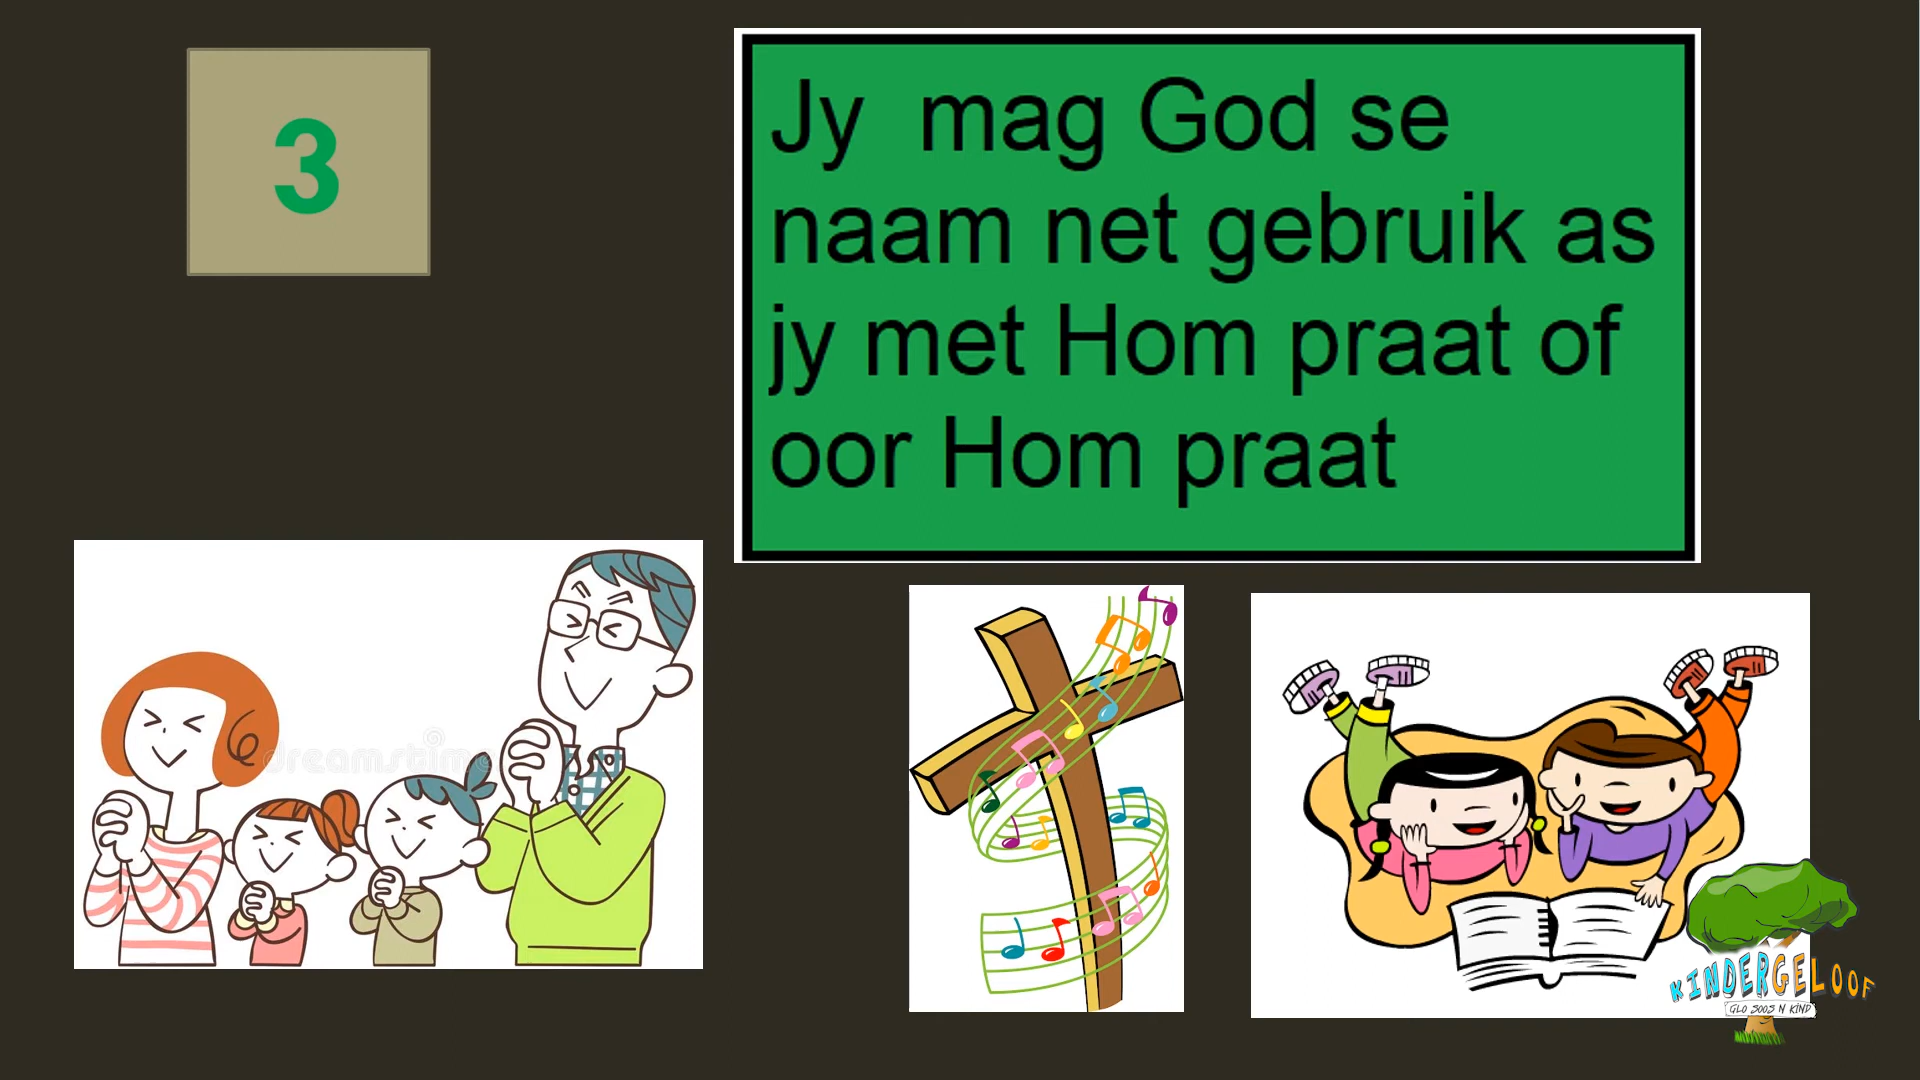 3
Jy mag God se
naam net gebruik as
jy met Hom praat of
oor Hom praat
dreamstime
KINDERGELOOF
GLO SOOS N KIND